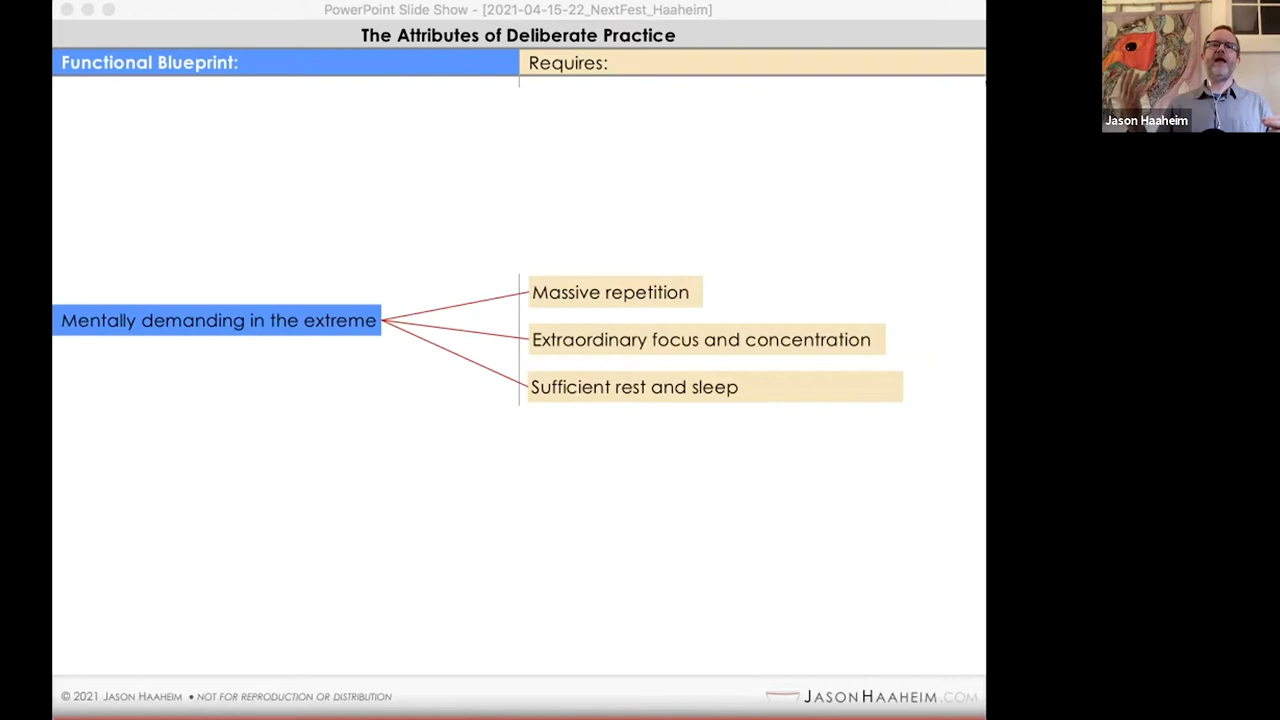 PowerPoint Slide Show - [2021-04-15-22_NextFest_Haaheim]
The Attributes of Deliberate Practice
Functional Blueprint:
Requires:
Mentally demanding in the extreme
Massive repetition
Extraordinary focus and concentration
Sufficient rest and sleep
© 2021 JASON HAAHEIM • NOT FOR REPRODUCTION OR DISTRIBUTION
JASONHAAHEIM.COM
Jason Haaheim